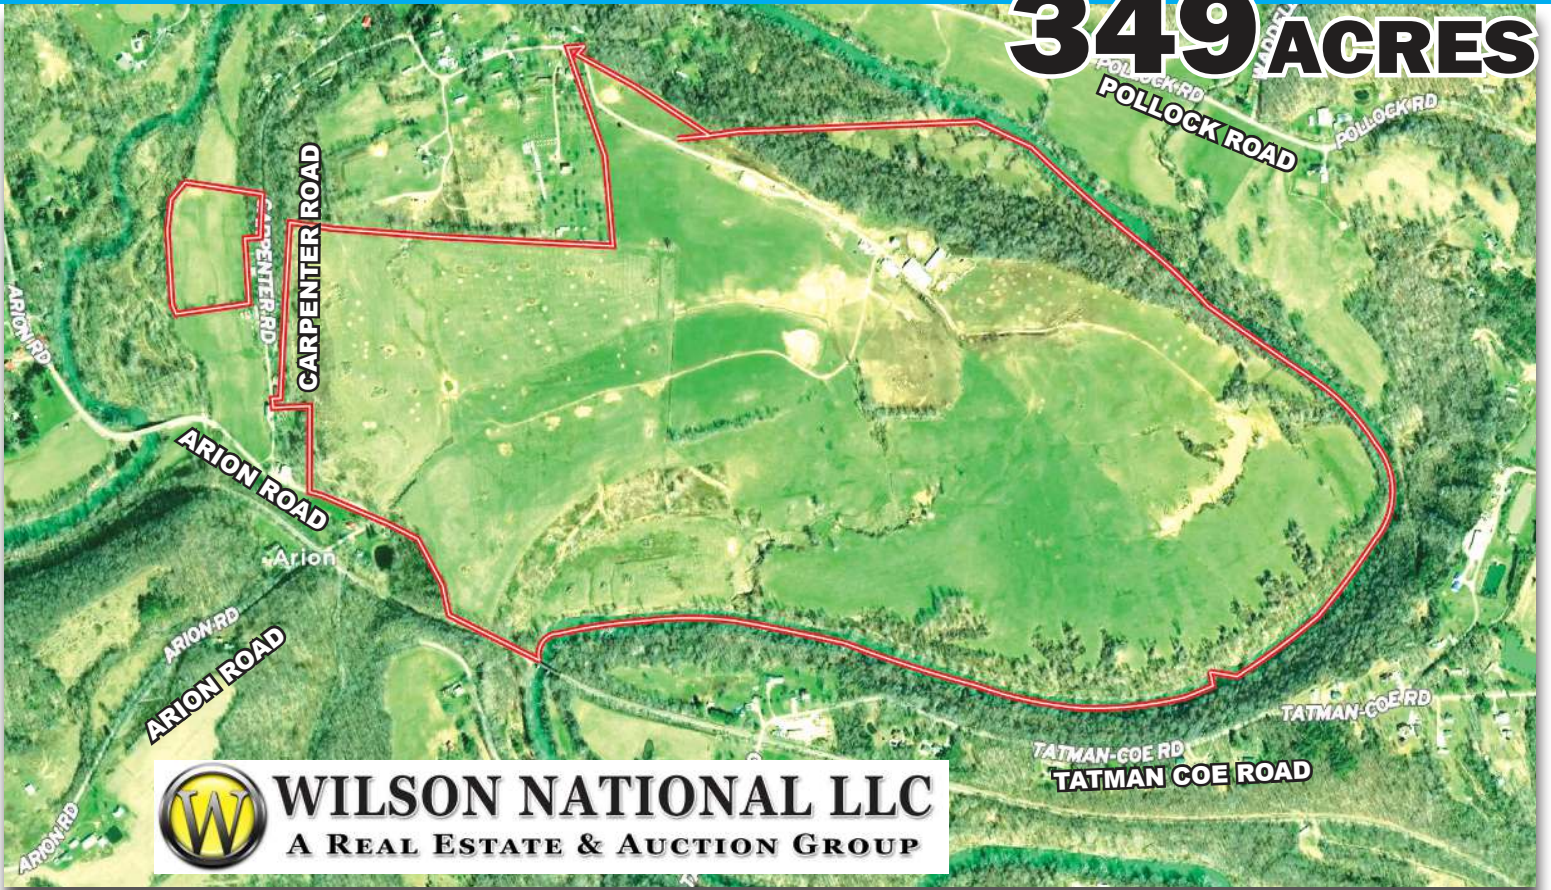 349 ACRES
WADDELL
POLLOCK RD
POLLOCK ROAD
POLLOCK RD
CARPENTER ROAD
CARPENTER RD
ARION RD
ARION ROAD
Arion
ARION RD
ARION ROAD
TATMAN-COE RD
TATMAN-COE RD
TATMAN COE ROAD
ARION RD
W
WILSON NATIONAL LLC
A REAL ESTATE & AUCTION GROUP